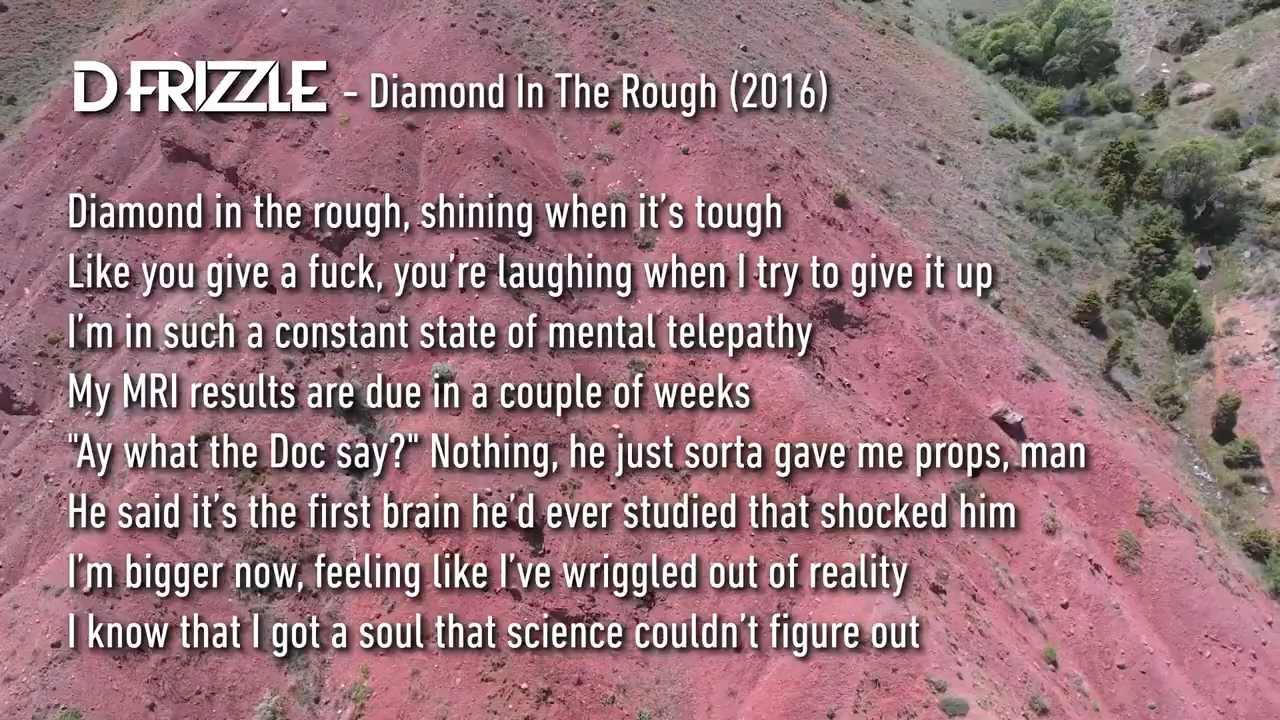 D FRIZZLE – Diamond In The Rough (2016)
Diamond in the rough, shining when it’s tough
Like you give a fuck, you’re laughing when I try to give it up
I’m in such a constant state of mental telepathy
My MRI results are due in a couple of weeks
"Ay what the Doc say?" Nothing, he just sorta gave me props, man
He said it’s the first brain he’d ever studied that shocked him
I’m bigger now, feeling like I’ve wriggled out of reality
I know that I got a soul that science couldn’t figure out